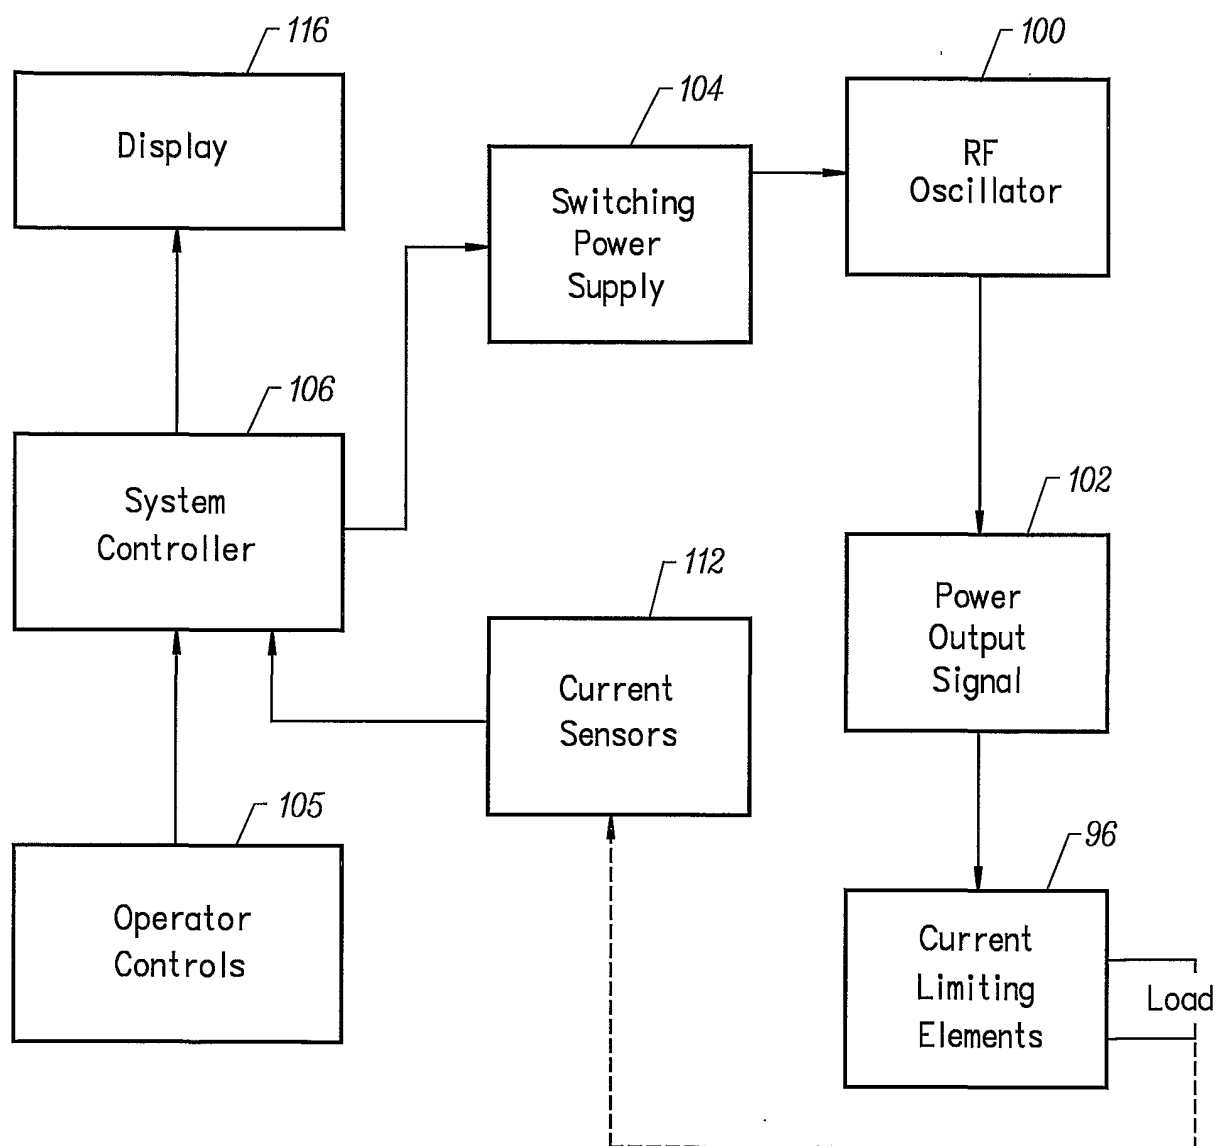 116
Display
104
Switching
Power
Supply
100
RF
Oscillator
106
System
Controller
112
Current
Sensors
102
Power
Output
Signal
105
Operator
Controls
96
Current
Limiting
Elements
Load